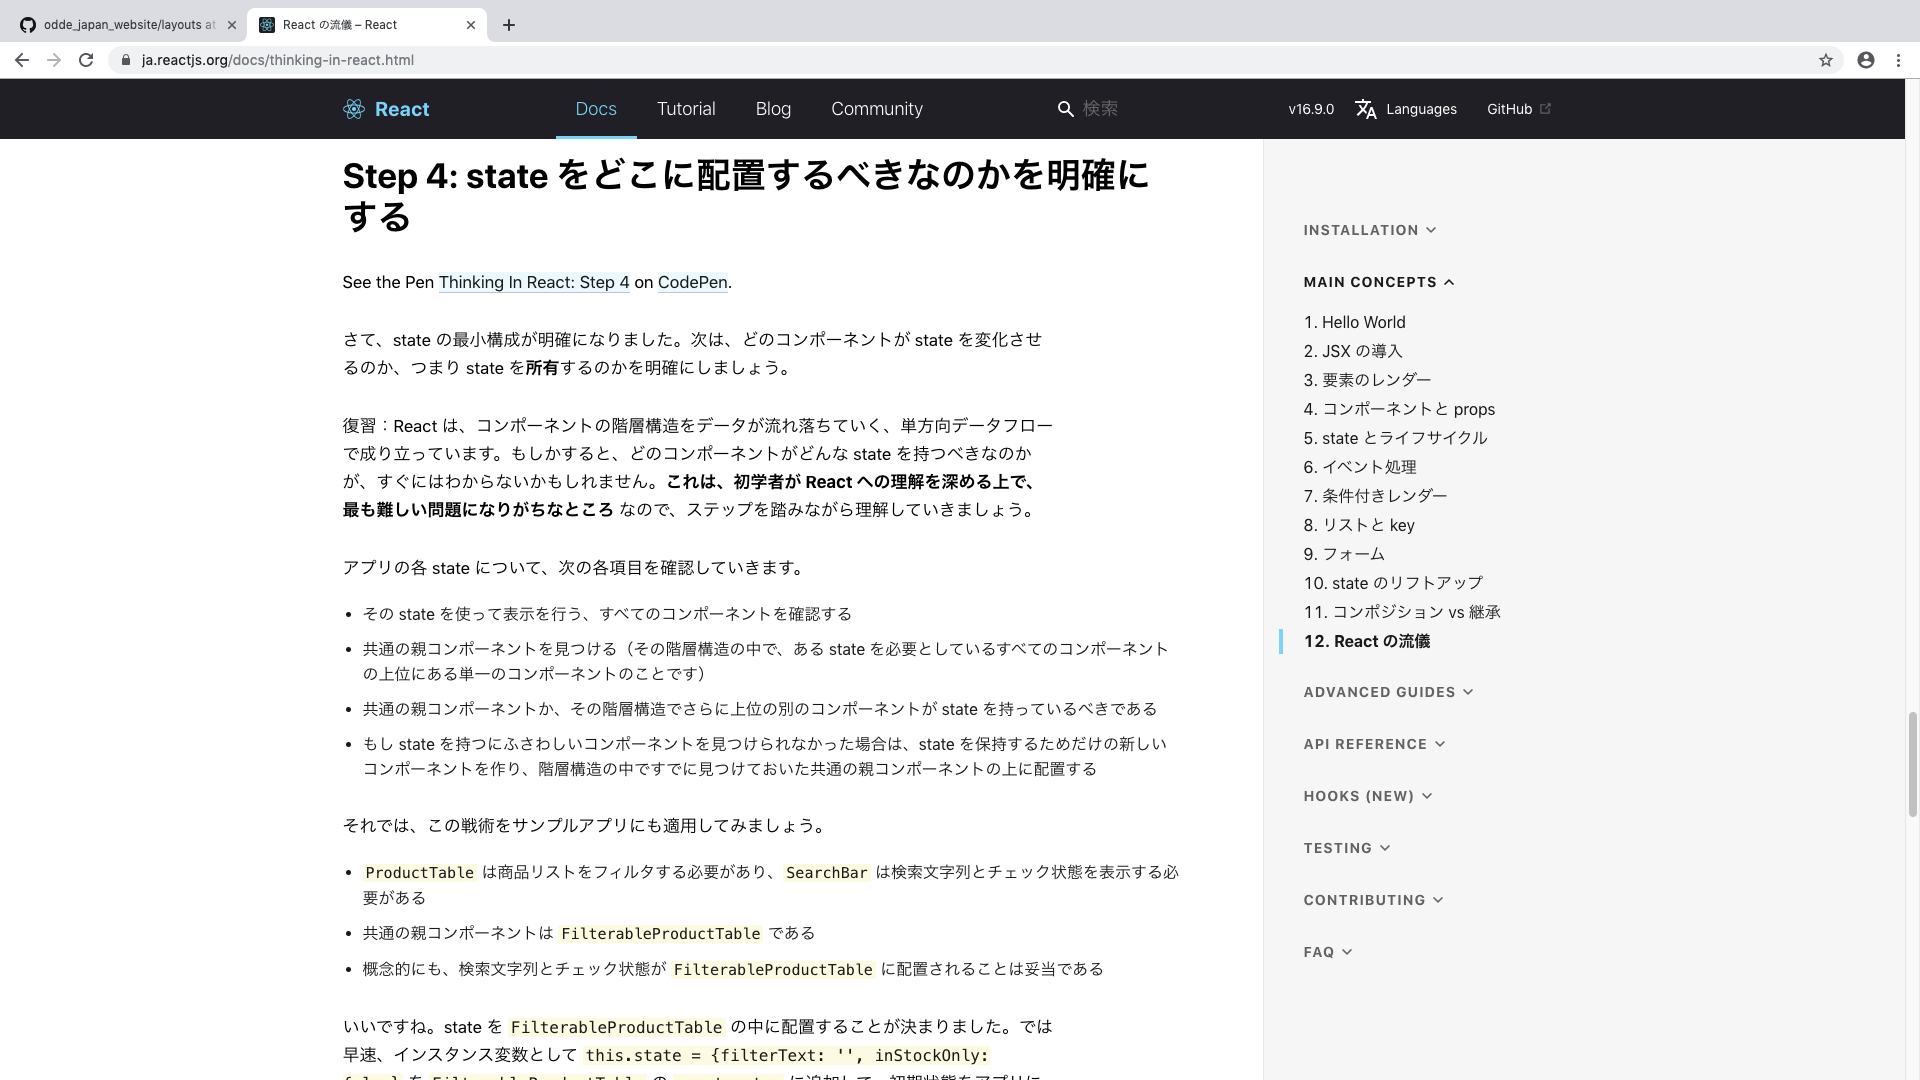 odde_japan_website/layouts at
React の流儀 – React
ja.reactjs.org/docs/thinking-in-react.html
React
Docs
Tutorial
Blog
Community
検索
v16.9.0
Languages
GitHub
Step 4: state をどこに配置するべきなのかを明確に
する
See the Pen Thinking In React: Step 4 on CodePen.
さて、state の最小構成が明確になりました。次は、どのコンポーネントが state を変化させ
るのか、つまり state を所有するのかを明確にしましょう。
復習：React は、コンポーネントの階層構造をデータが流れ落ちていく、単方向データフロー
で成り立っています。もしかすると、どのコンポーネントがどんな state を持つべきなのか
が、すぐにはわからないかもしれません。これは、初学者が React への理解を深める上で、
最も難しい問題になりがちなところ なので、ステップを踏みながら理解していきましょう。
アプリの各 state について、次の各項目を確認していきます。
• その state を使って表示を行う、すべてのコンポーネントを確認する
• 共通の親コンポーネントを見つける（その階層構造の中で、ある state を必要としているすべてのコンポーネント
の上位にある単一のコンポーネントのことです）
• 共通の親コンポーネントか、その階層構造でさらに上位の別のコンポーネントが state を持っているべきである
• もし state を持つにふさわしいコンポーネントを見つけられなかった場合は、state を保持するためだけの新しい
コンポーネントを作り、階層構造の中ですでに見つけておいた共通の親コンポーネントの上に配置する
それでは、この戦術をサンプルアプリにも適用してみましょう。
• ProductTable は商品リストをフィルタする必要があり、 SearchBar は検索文字列とチェック状態を表示する必
要がある
• 共通の親コンポーネントは FilterableProductTable である
• 概念的にも、検索文字列とチェック状態が FilterableProductTable に配置されることは妥当である
いいですね。state を FilterableProductTable の中に配置することが決まりました。では
早速、インスタンス変数として this.state = {filterText: '', inStockOnly:
INSTALLATION
MAIN CONCEPTS
1. Hello World
2. JSX の導入
3. 要素のレンダー
4. コンポーネントと props
5. state とライフサイクル
6. イベント処理
7. 条件付きレンダー
8. リストと key
9. フォーム
10. state のリフトアップ
11. コンポジション vs 継承
12. React の流儀
ADVANCED GUIDES
API REFERENCE
HOOKS (NEW)
TESTING
CONTRIBUTING
FAQ